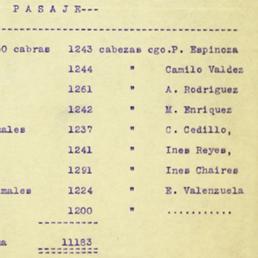 P A S A J E---
0 cabras 1243 cabezas cgo.P. Espinoza
1244 " Camilo Valdez
1261 " A. Rodriguez
1242 " M. Enriquez
males 1237 " C. Cedillo,
1241 " Ines Reyes,
1291 " Ines Chaires
males 1224 " E. Valenzuela
1200 " ...........
a 11183